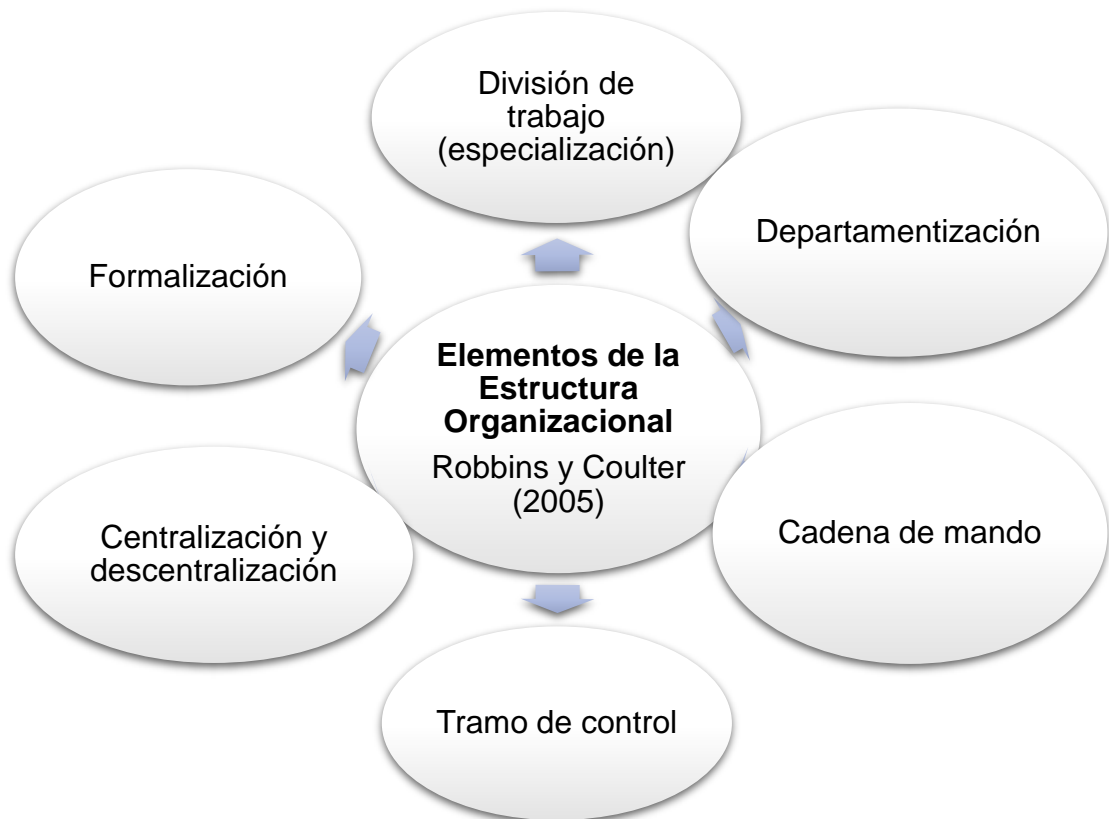 División de
trabajo
(especialización)
Departamentización
Formalización
Elementos de la
Estructura
Organizacional
Robbins y Coulter
(2005)
Cadena de mando
Centralización y
descentralización
Tramo de control